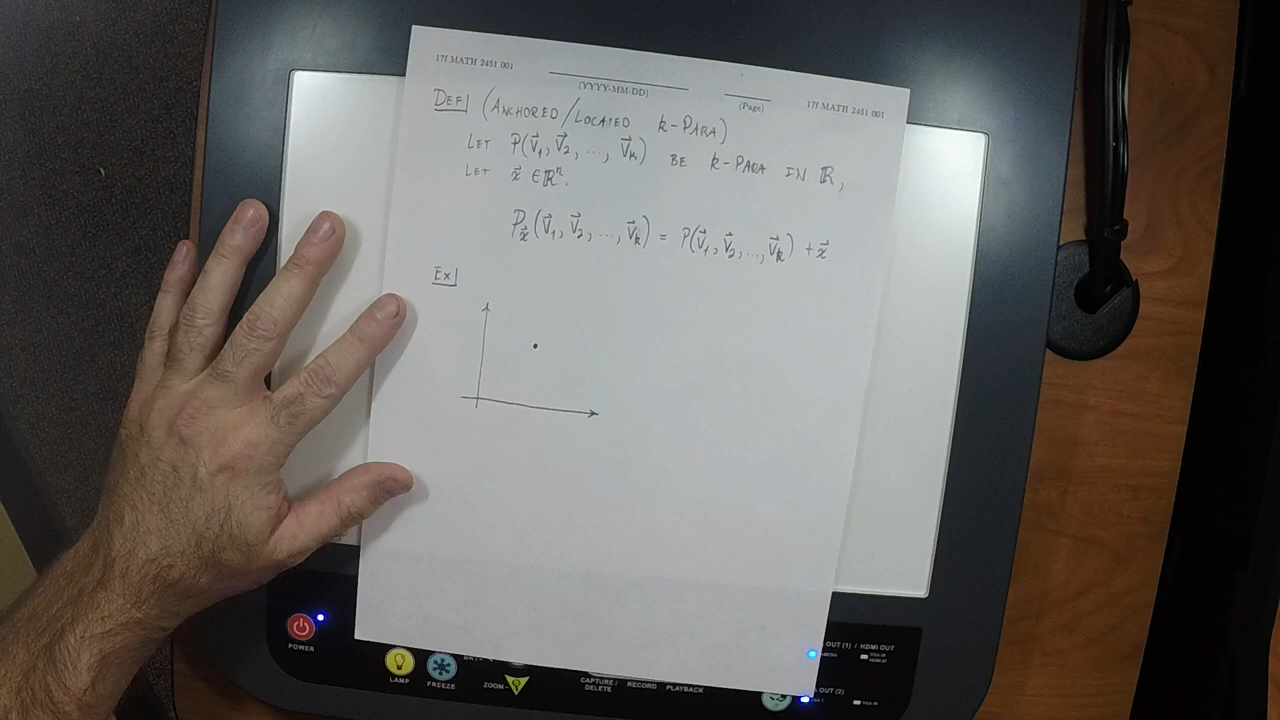 17f MATH 2451 001
(YYYY-MM-DD)
(Page)
17f MATH 2451 001
DEF (ANCHORED/LOCATED k-PARA)
LET P(v⃗₁, v⃗₂, ..., v⃗ₖ) BE k-PARA IN ℝ,
LET x⃗ ∈ ℝⁿ.
P_x⃗(v⃗₁, v⃗₂, ..., v⃗ₖ) = P(v⃗₁, v⃗₂, ..., v⃗ₖ) + x⃗
EX
POWER
LAMP
FREEZE
ZOOM-
CAPTURE / DELETE
RECORD
PLAYBACK
OUT (1) / HDMI OUT
OUT (2)